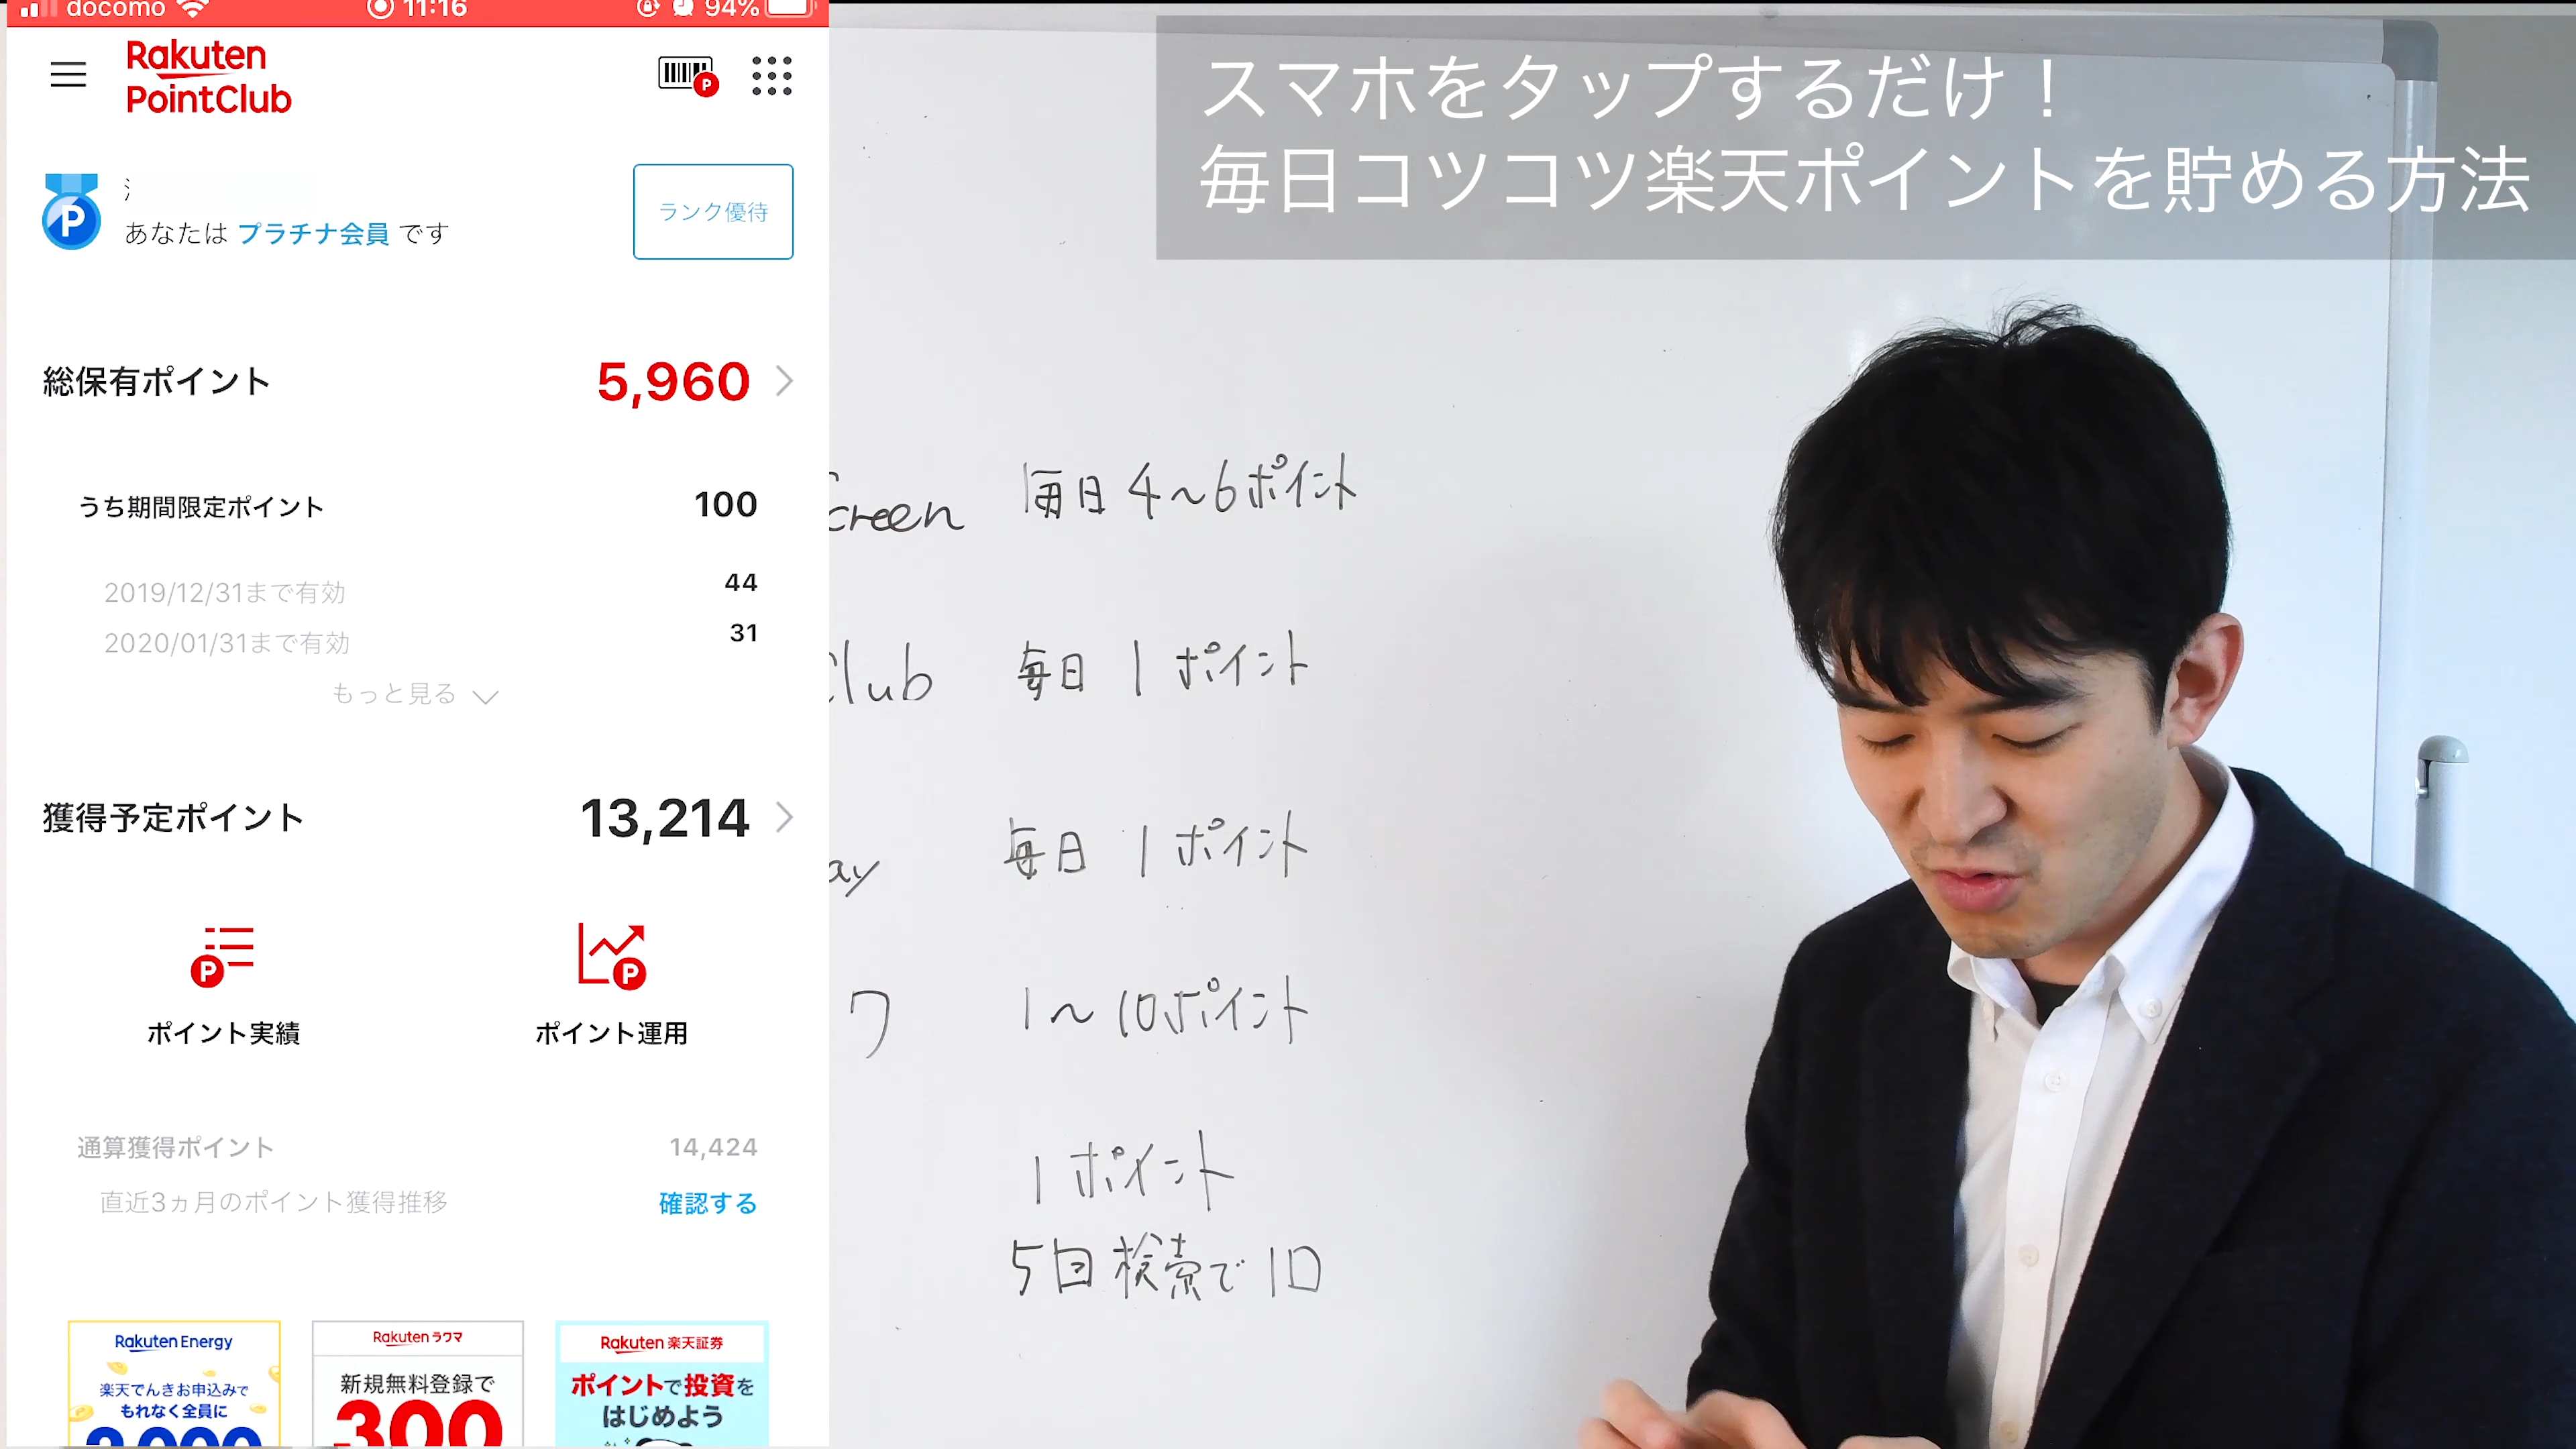 docomo 11:16 94%
Rakuten
PointClub
あなたは プラチナ会員 です
ランク優待
総保有ポイント 5,960
うち期間限定ポイント 100
2019/12/31まで有効 44
2020/01/31まで有効 31
もっと見る
獲得予定ポイント 13,214
ポイント実績 ポイント運用
通算獲得ポイント 14,424
直近3ヵ月のポイント獲得推移 確認する
Rakuten Energy
楽天でんきお申込みで
もれなく全員に
Rakuten ラクマ
新規無料登録で
300
Rakuten 楽天証券
ポイントで投資を
はじめよう
スマホをタップするだけ！
毎日コツコツ楽天ポイントを貯める方法
creen 毎日 4～6ポイント
Club 毎日 1 ポイント
ay 毎日 1 ポイント
ク 1～10ポイント
1 ポイント
5回検索で1口